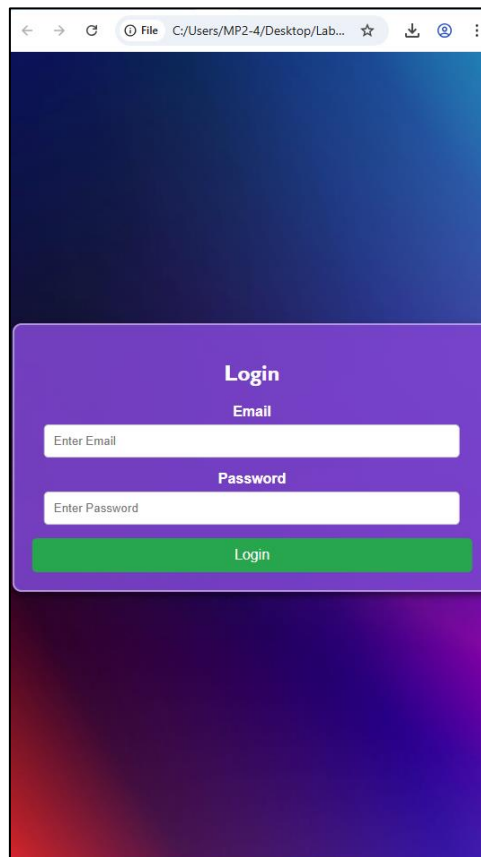 File C:/Users/MP2-4/Desktop/Lab...
Login
Email
Enter Email
Password
Enter Password
Login